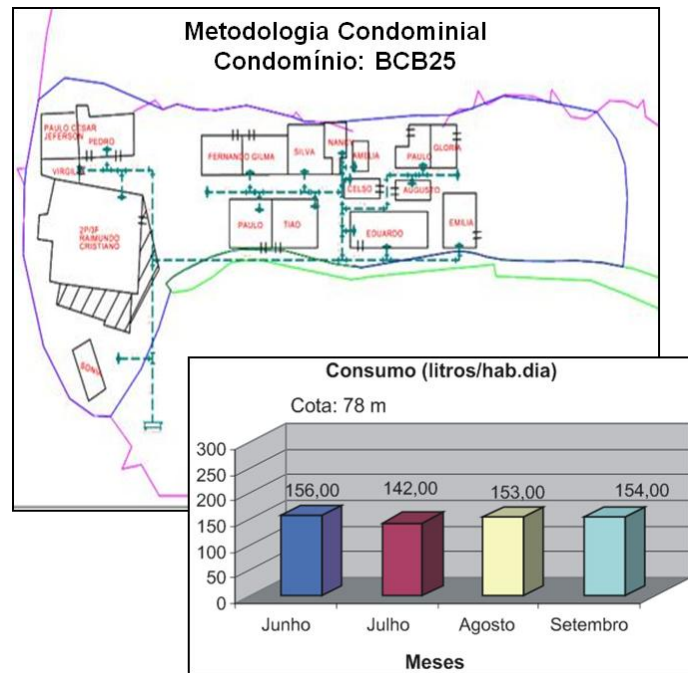 Metodologia Condominial
Condomínio: BCB25
PAULO CESAR
JEFERSON
PEDRO
VIRGILIO
2P/3F
RAIMUNDO
CRISTIANO
SONIA
FERNANDO
GILMA
SILVA
NANCY
AMELIA
PAULO
GLORIA
CELSO
AUGUSTO
PAULO
TIAO
EDUARDO
EMILIA
Consumo (litros/hab.dia)
Cota: 78 m
300
250
200
150
100
50
0
156,00
142,00
153,00
154,00
Junho
Julho
Agosto
Setembro
Meses